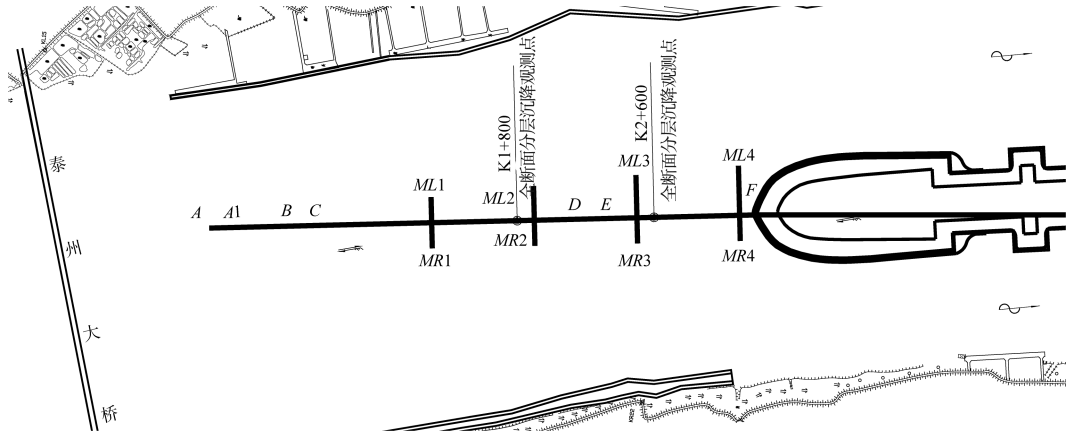 泰
州
大
桥
K1+800
全断面分层沉降观测点
K2+600
全断面分层沉降观测点
ML1
ML2
ML3
ML4
A
A1
B
C
D
E
F
MR1
MR2
MR3
MR4